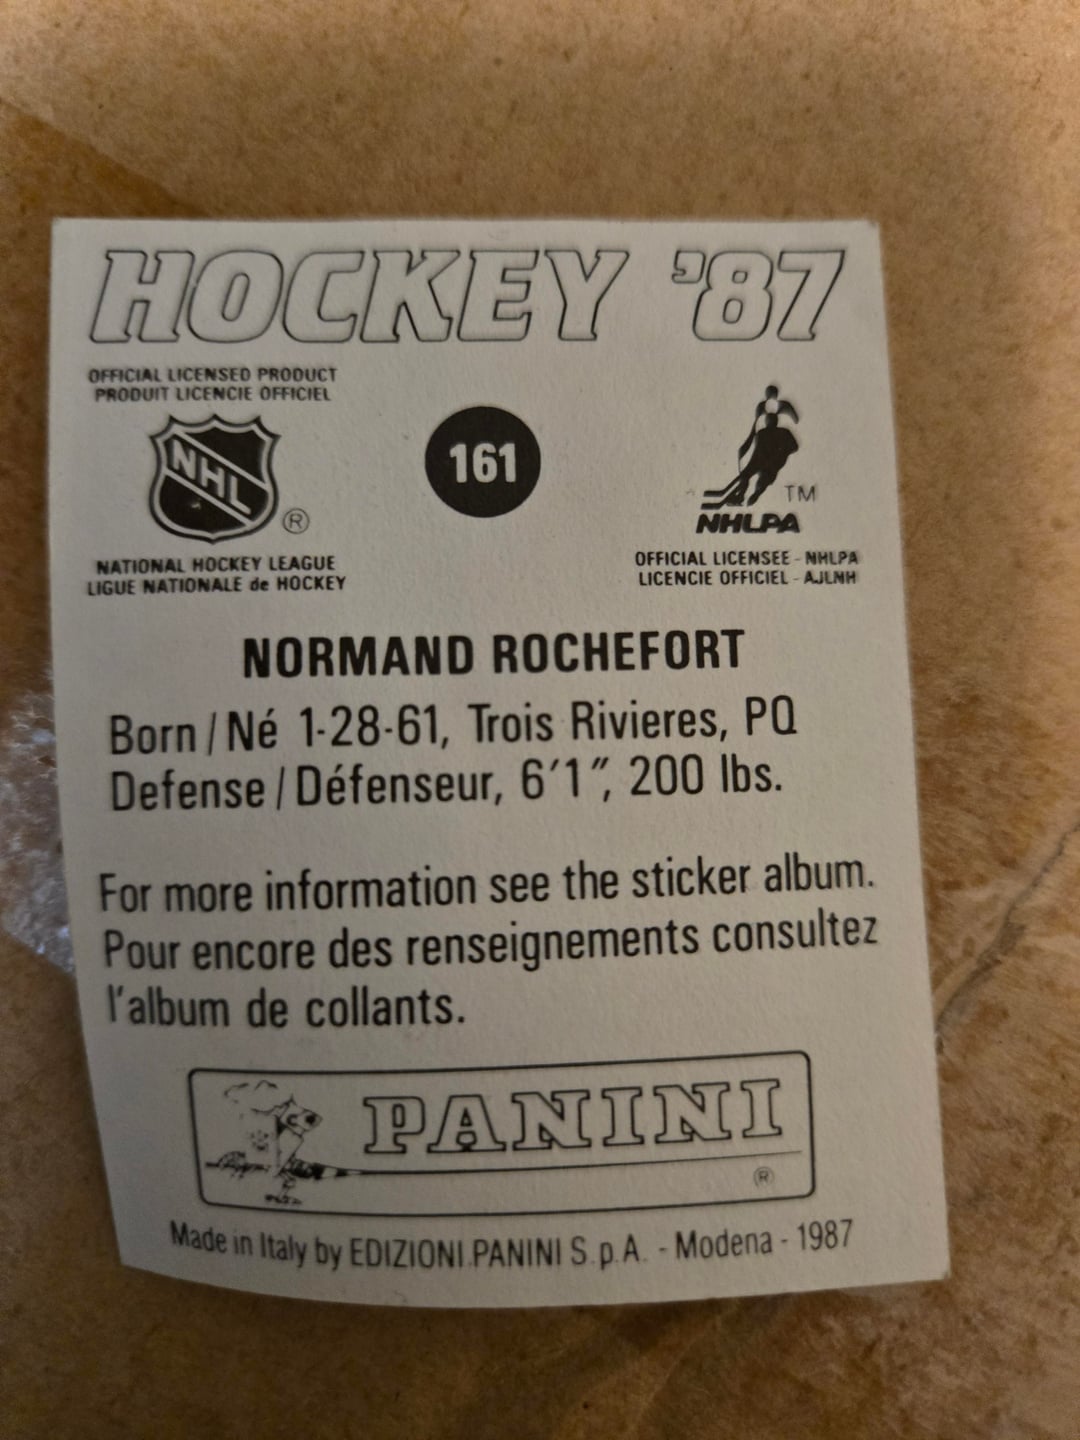 HOCKEY '87
OFFICIAL LICENSED PRODUCT
PRODUIT LICENCIE OFFICIEL
NHL
®
161
TM
NHLPA
NATIONAL HOCKEY LEAGUE
LIGUE NATIONALE de HOCKEY
OFFICIAL LICENSEE - NHLPA
LICENCIE OFFICIEL - AJLNH
NORMAND ROCHEFORT
Born / Né 1-28-61, Trois Rivieres, PQ
Defense / Défenseur, 6'1", 200 lbs.
For more information see the sticker album.
Pour encore des renseignements consultez
l'album de collants.
PANINI
®
Made in Italy by EDIZIONI PANINI S.p.A. - Modena - 1987